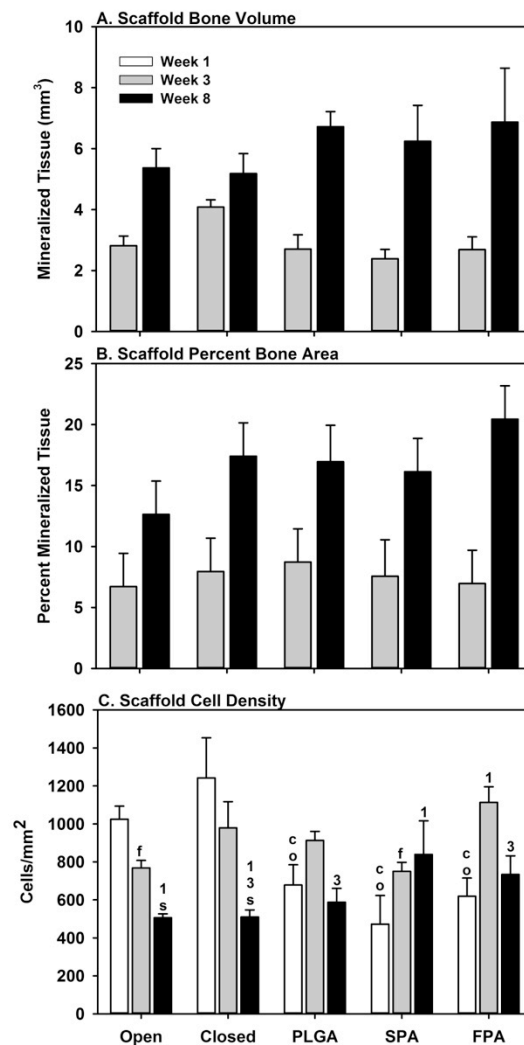 A. Scaffold Bone Volume
10
8
6
4
2
0
Mineralized Tissue (mm³)
Week 1
Week 3
Week 8
B. Scaffold Percent Bone Area
25
20
15
10
5
0
Percent Mineralized Tissue
C. Scaffold Cell Density
1600
1400
1200
1000
800
600
400
200
0
Cells/mm²
f
1
s
1
3
s
c
o
3
c
o
f
1
c
o
1
3
Open Closed PLGA SPA FPA